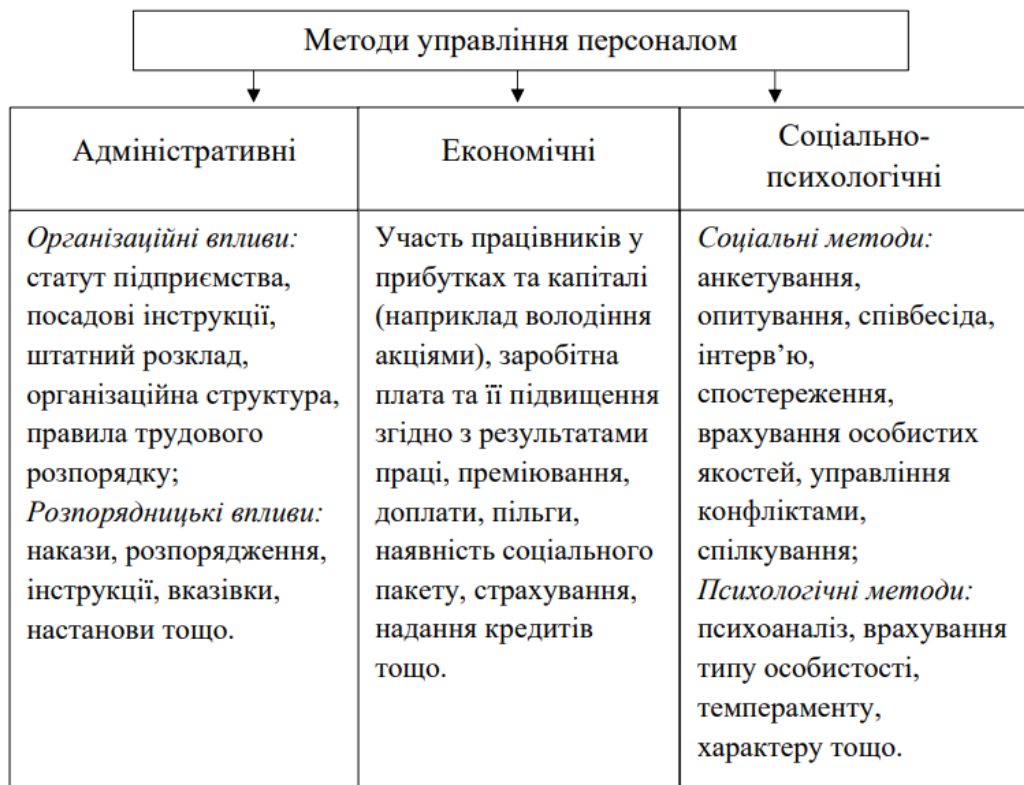 Методи управління персоналом
Адміністративні
Економічні
Соціально-
психологічні
Організаційні впливи:
статут підприємства,
посадові інструкції,
штатний розклад,
організаційна структура,
правила трудового
розпорядку;
Розпорядницькі впливи:
накази, розпорядження,
інструкції, вказівки,
настанови тощо.
Участь працівників у
прибутках та капіталі
(наприклад володіння
акціями), заробітна
плата та її підвищення
згідно з результатами
праці, преміювання,
доплати, пільги,
наявність соціального
пакету, страхування,
надання кредитів
тощо.
Соціальні методи:
анкетування,
опитування, співбесіда,
інтерв’ю,
спостереження,
врахування особистих
якостей, управління
конфліктами,
спілкування;
Психологічні методи:
психоаналіз, врахування
типу особистості,
темпераменту,
характеру тощо.